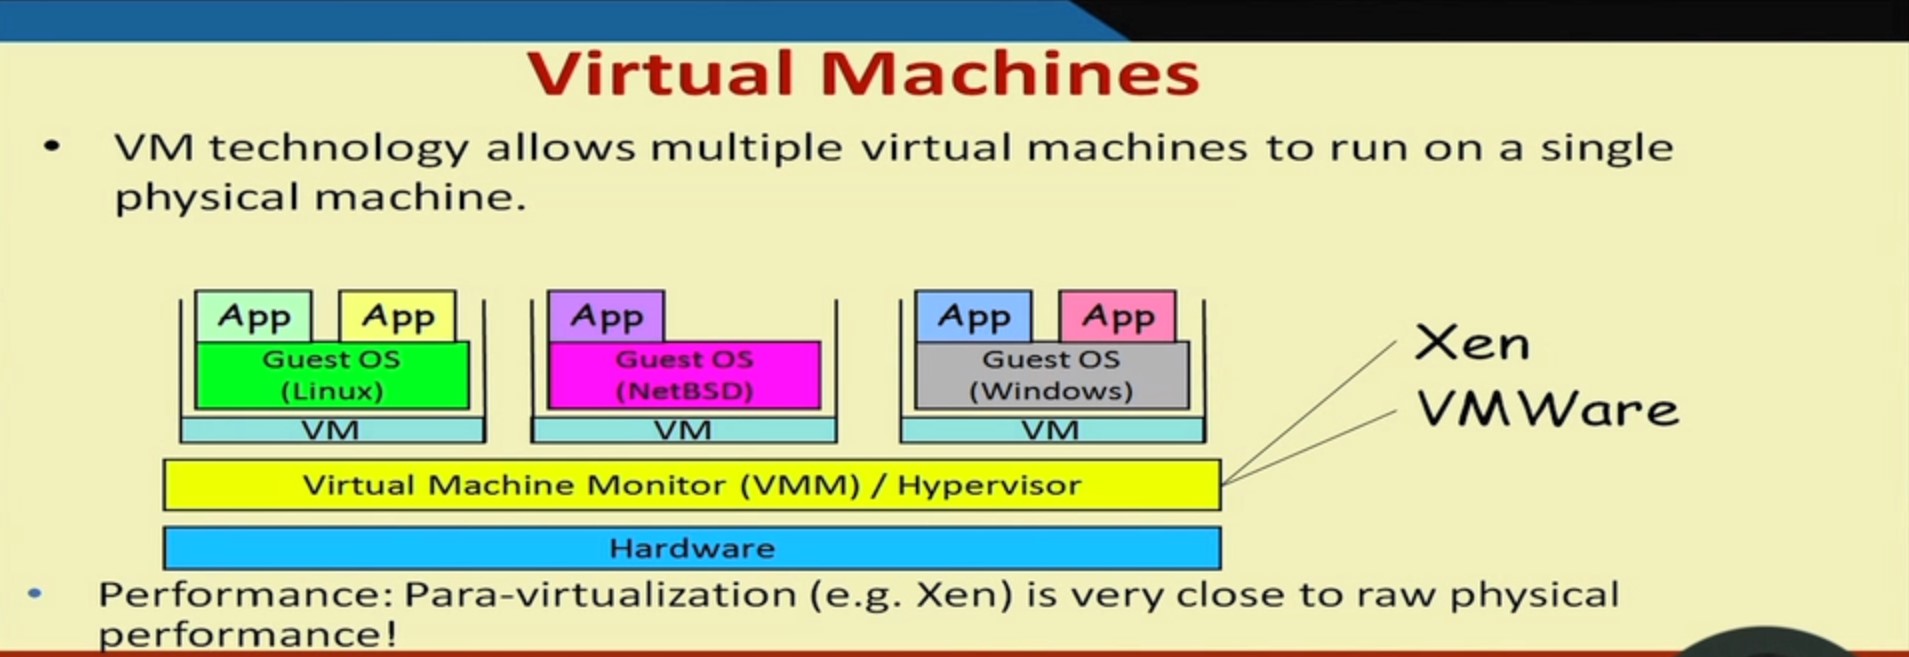 Virtual Machines
• VM technology allows multiple virtual machines to run on a single
physical machine.
App App App App App
Guest OS Guest OS Guest OS
(Linux) (NetBSD) (Windows)
VM VM VM
Xen
VMWare
Virtual Machine Monitor (VMM) / Hypervisor
Hardware
• Performance: Para-virtualization (e.g. Xen) is very close to raw physical
performance!